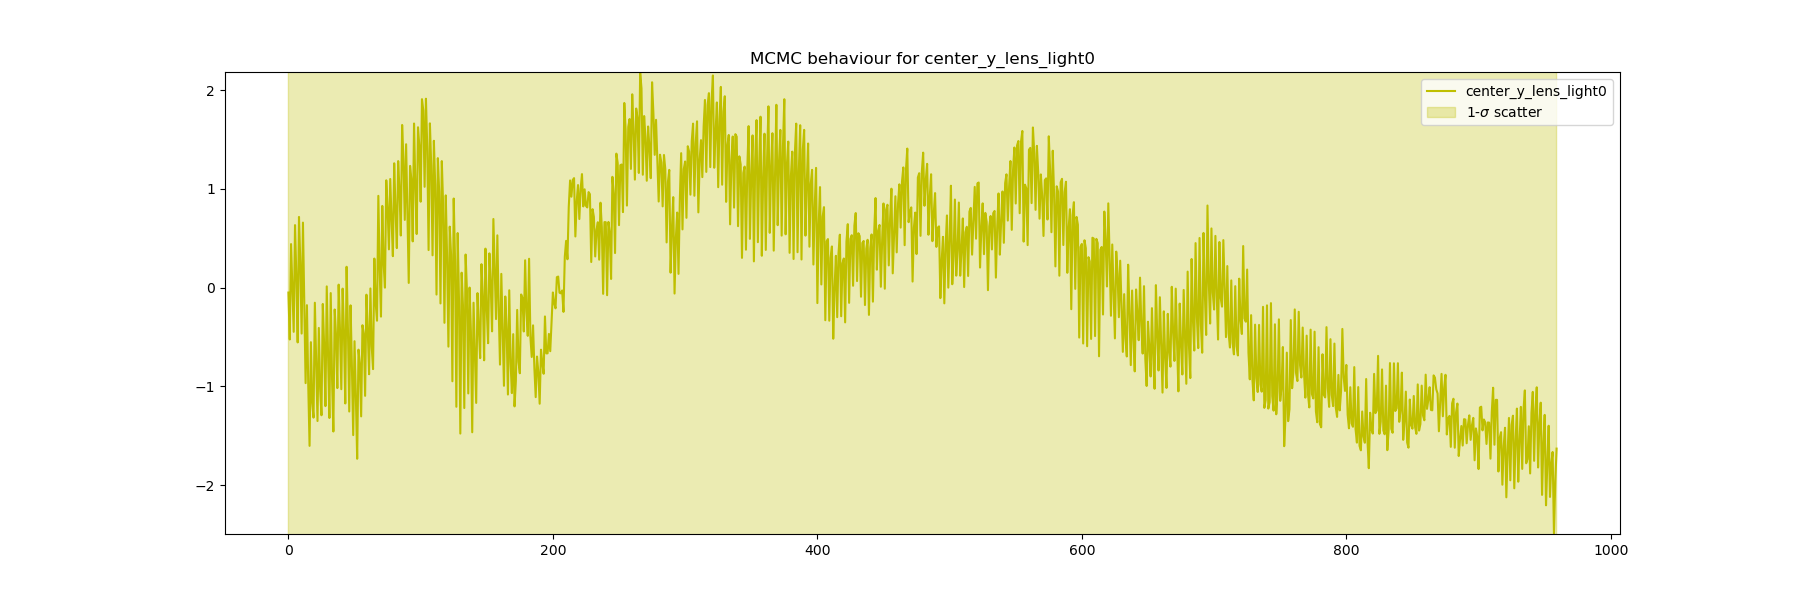 MCMC behaviour for center_y_lens_light0
center_y_lens_light0
1-σ scatter
2
1
0
−1
−2
0 200 400 600 800 1000